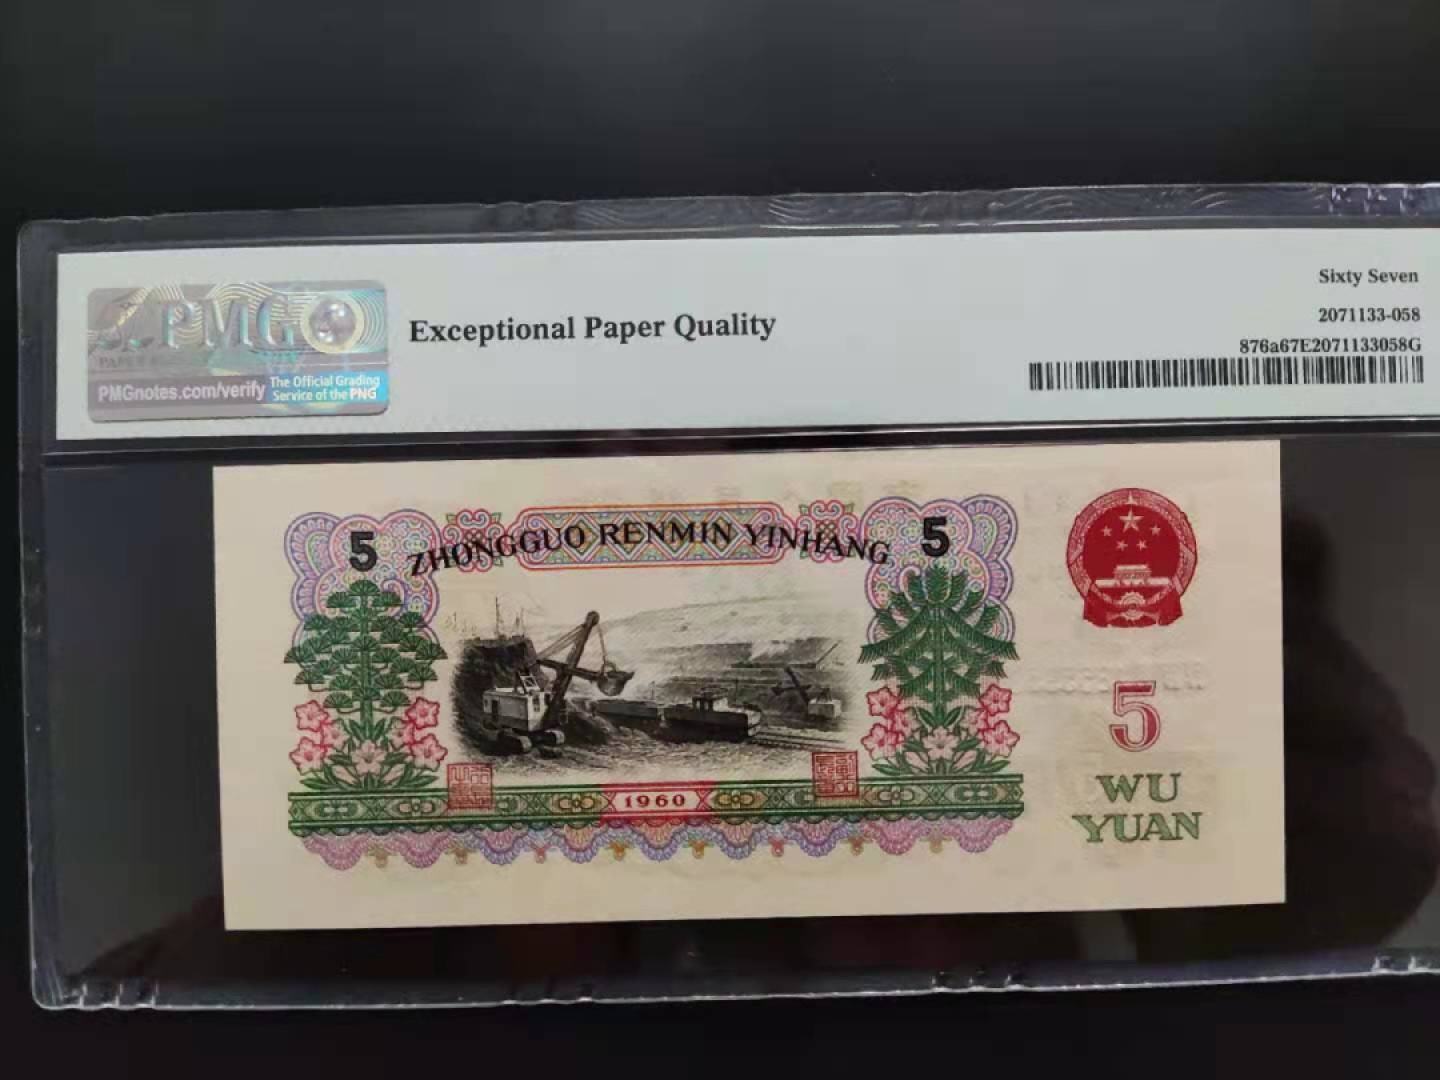 Sixty Seven
PMG
Exceptional Paper Quality
2071133-058
876a67E2071133058G
PMGnotes.com/verify
The Official Grading
Service of the PNG
5
ZHONGGUO RENMIN YINHANG
5
5
WU
YUAN
1960